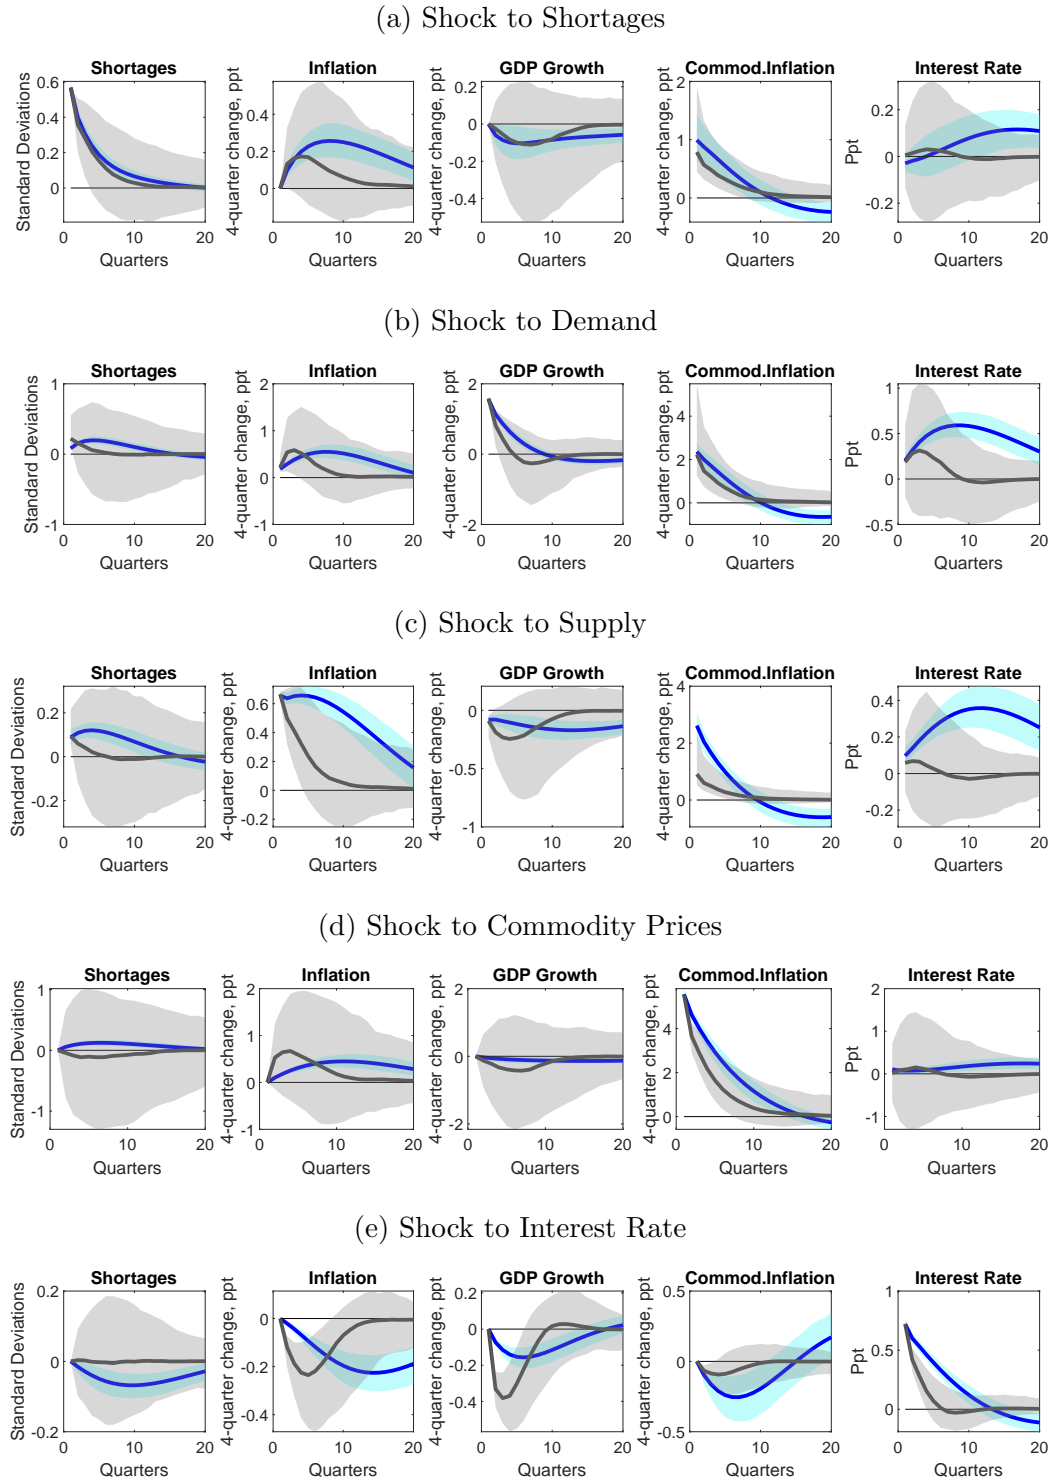 (a) Shock to Shortages
Shortages Inflation GDP Growth Commod.Inflation Interest Rate
Standard Deviations 4-quarter change, ppt 4-quarter change, ppt 4-quarter change, ppt Ppt
0.6 0.4 0.2 0
0.4 0.2 0
0.2 0 -0.2 -0.4
2 1 0
0.2 0 -0.2
0 10 20 0 10 20 0 10 20 0 10 20 0 10 20
Quarters Quarters Quarters Quarters Quarters
(b) Shock to Demand
Shortages Inflation GDP Growth Commod.Inflation Interest Rate
Standard Deviations 4-quarter change, ppt 4-quarter change, ppt 4-quarter change, ppt Ppt
1 0 -1
2 1 0 -1
2 0 -2
4 2 0
1 0.5 0 -0.5
0 10 20 0 10 20 0 10 20 0 10 20 0 10 20
Quarters Quarters Quarters Quarters Quarters
(c) Shock to Supply
Shortages Inflation GDP Growth Commod.Inflation Interest Rate
Standard Deviations 4-quarter change, ppt 4-quarter change, ppt 4-quarter change, ppt Ppt
0.2 0 -0.2
0.6 0.4 0.2 0 -0.2
0 -0.5 -1
4 2 0
0.4 0.2 0 -0.2
0 10 20 0 10 20 0 10 20 0 10 20 0 10 20
Quarters Quarters Quarters Quarters Quarters
(d) Shock to Commodity Prices
Shortages Inflation GDP Growth Commod.Inflation Interest Rate
Standard Deviations 4-quarter change, ppt 4-quarter change, ppt 4-quarter change, ppt Ppt
1 0 -1
2 1 0 -1
2 0 -2
4 2 0
2 1 0 -1
0 10 20 0 10 20 0 10 20 0 10 20 0 10 20
Quarters Quarters Quarters Quarters Quarters
(e) Shock to Interest Rate
Shortages Inflation GDP Growth Commod.Inflation Interest Rate
Standard Deviations 4-quarter change, ppt 4-quarter change, ppt 4-quarter change, ppt Ppt
0.2 0 -0.2
0 -0.2 -0.4
0.2 0 -0.2 -0.4
0.5 0 -0.5
1 0.5 0
0 10 20 0 10 20 0 10 20 0 10 20 0 10 20
Quarters Quarters Quarters Quarters Quarters